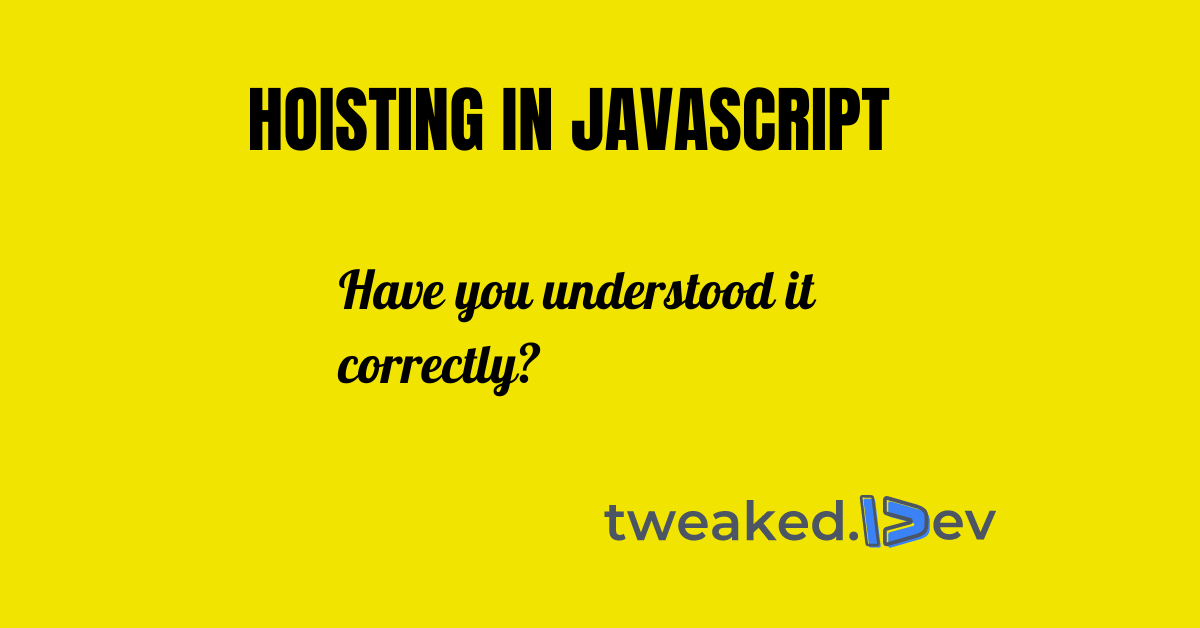 HOISTING IN JAVASCRIPT
Have you understood it
correctly?
tweaked.Dev